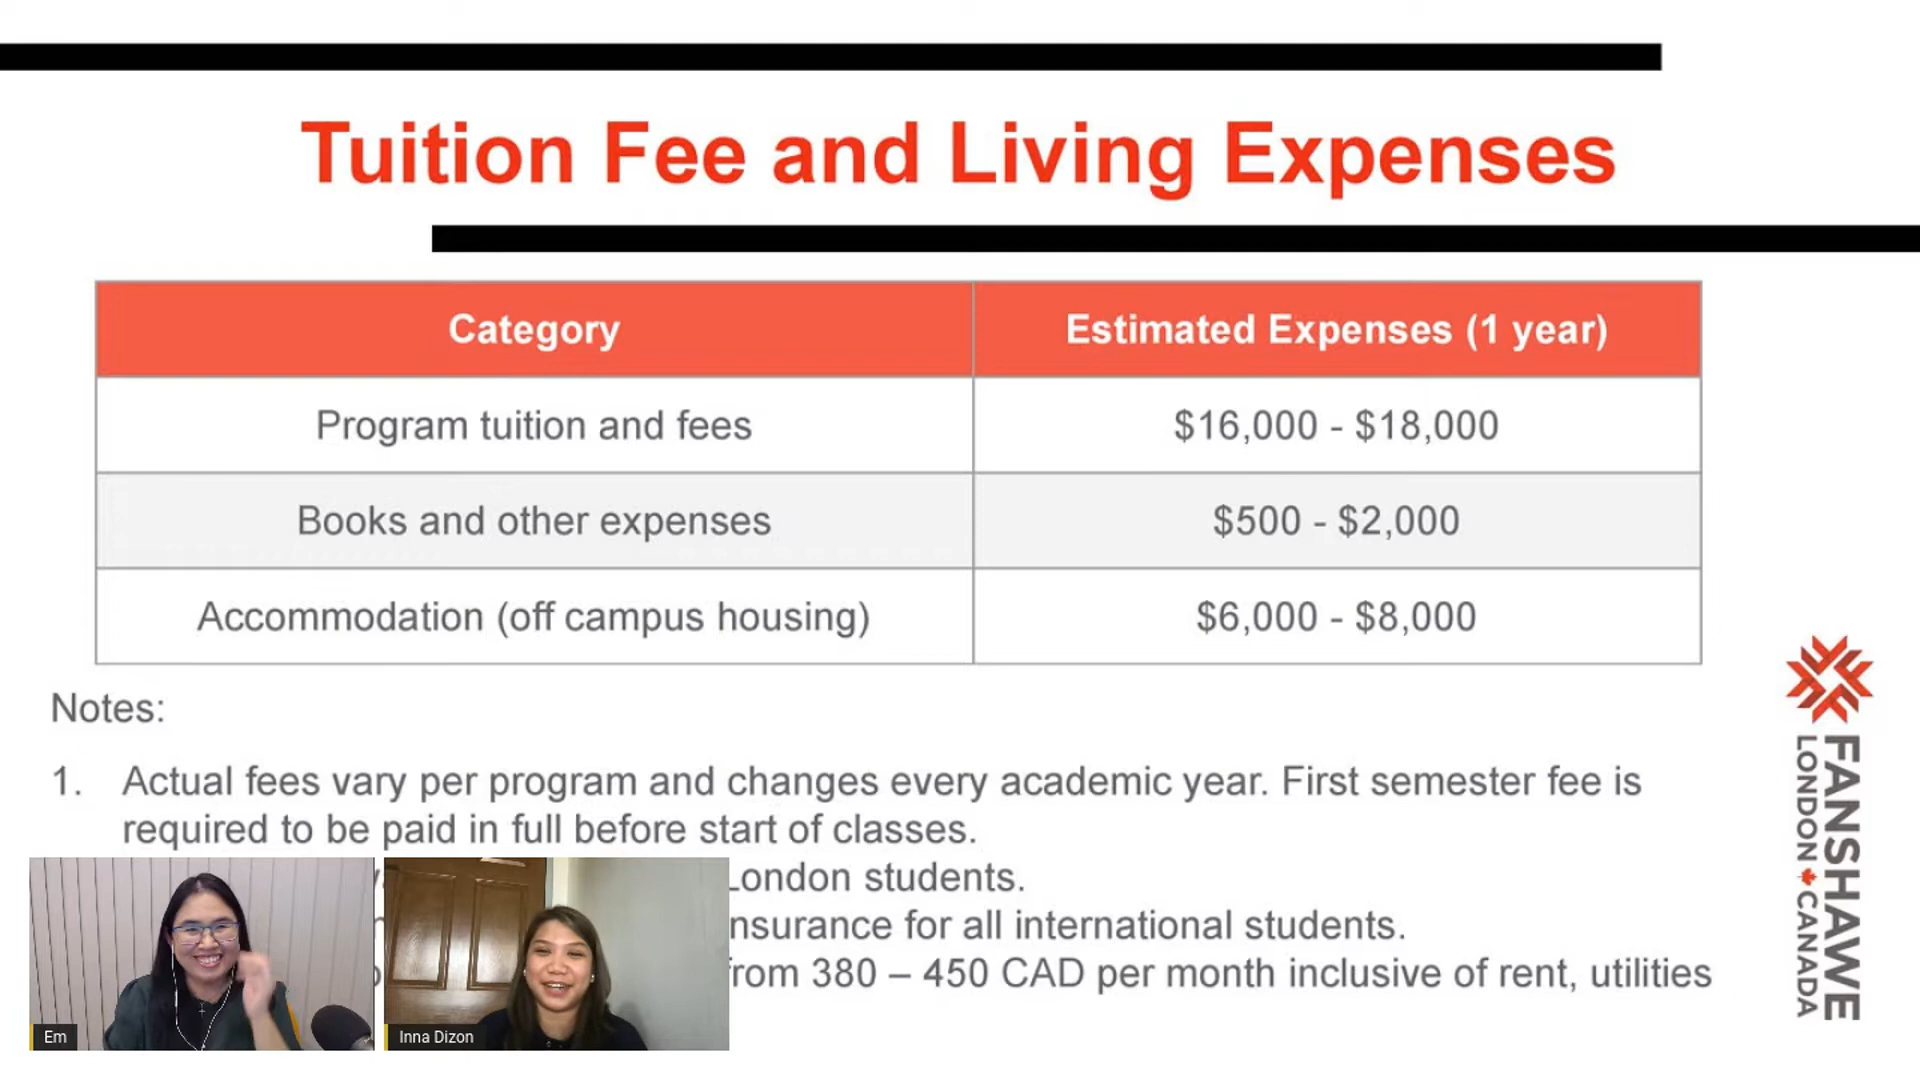 Tuition Fee and Living Expenses
Category
Estimated Expenses (1 year)
Program tuition and fees
$16,000 - $18,000
Books and other expenses
$500 - $2,000
Accommodation (off campus housing)
$6,000 - $8,000
Notes:
1. Actual fees vary per program and changes every academic year. First semester fee is
required to be paid in full before start of classes.
London students.
for all international students.
380 – 450 CAD per month inclusive of rent, utilities
Em
Inna Dizon
FANSHAWE
LONDON CANADA